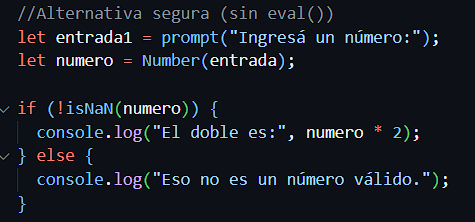 //Alternativa segura (sin eval())
let entrada1 = prompt("Ingresá un número:");
let numero = Number(entrada);
if (!isNaN(numero)) {
console.log("El doble es:", numero * 2);
} else {
console.log("Eso no es un número válido.");
}